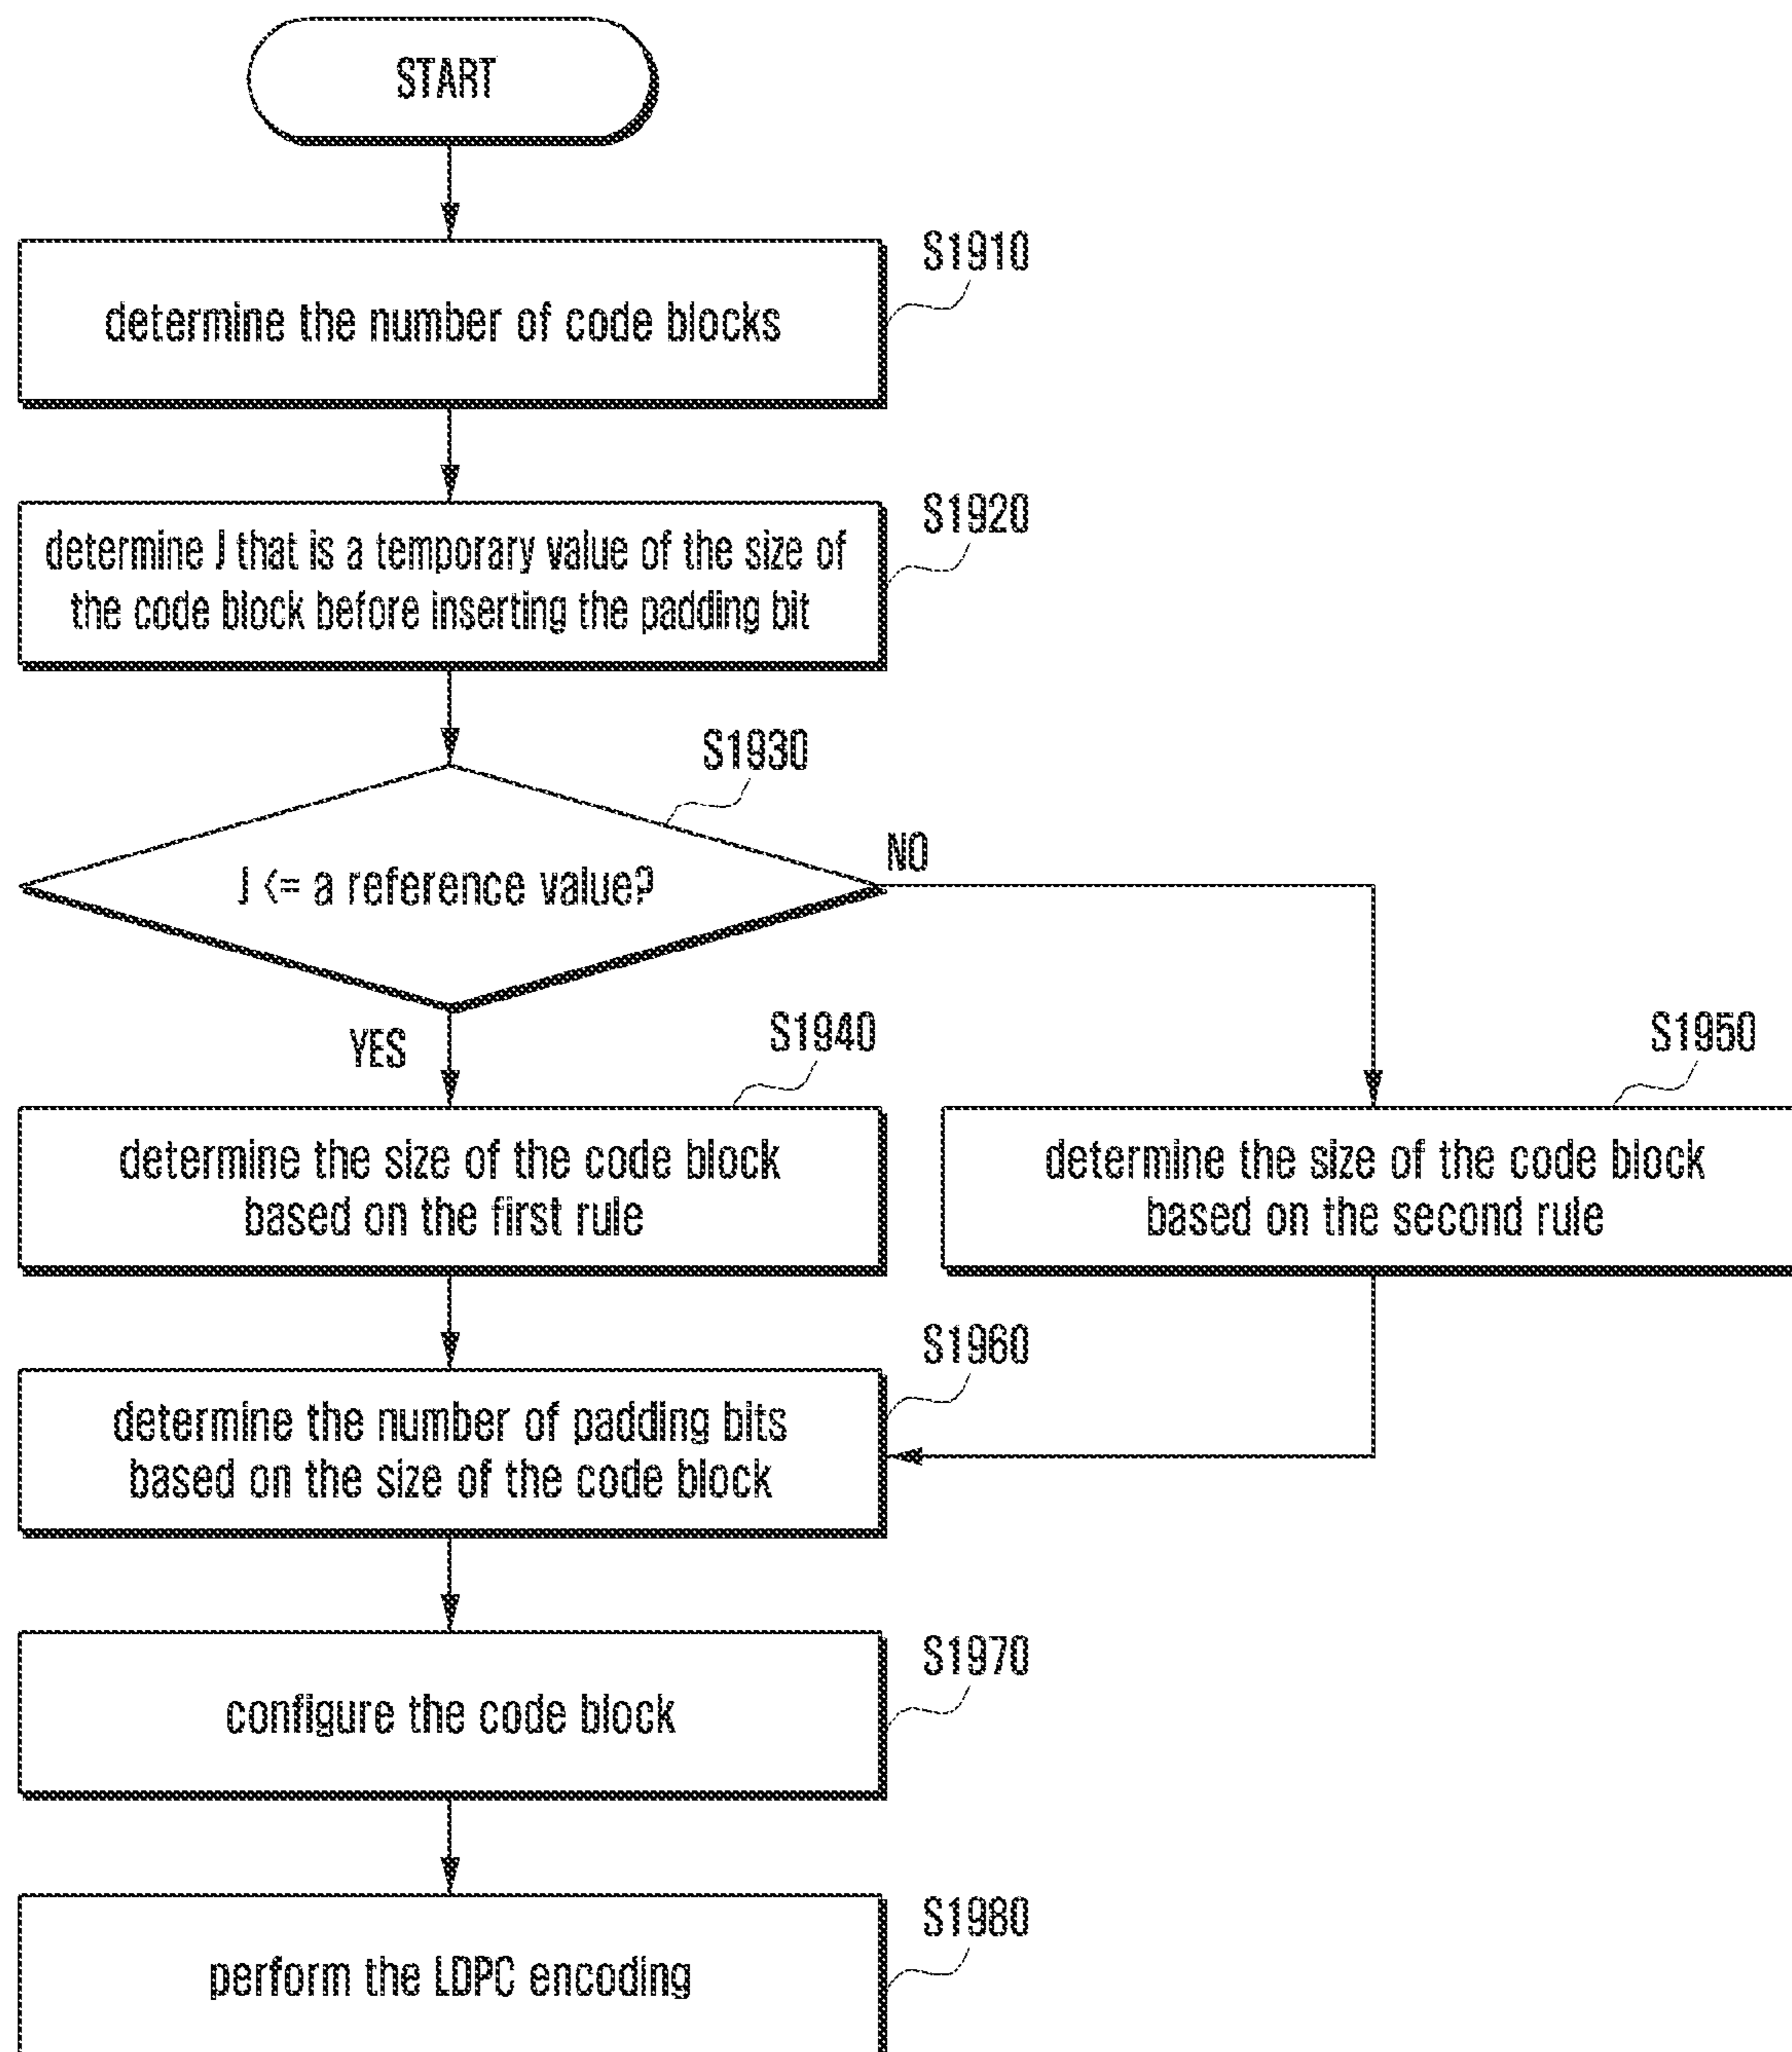 START
S1910
determine the number of code blocks
S1920
determine J that is a temporary value of the size of
the code block before inserting the padding bit
S1930
J <= a reference value?
NO
YES
S1940
determine the size of the code block
based on the first rule
S1950
determine the size of the code block
based on the second rule
S1960
determine the number of padding bits
based on the size of the code block
S1970
configure the code block
S1980
perform the LDPC encoding